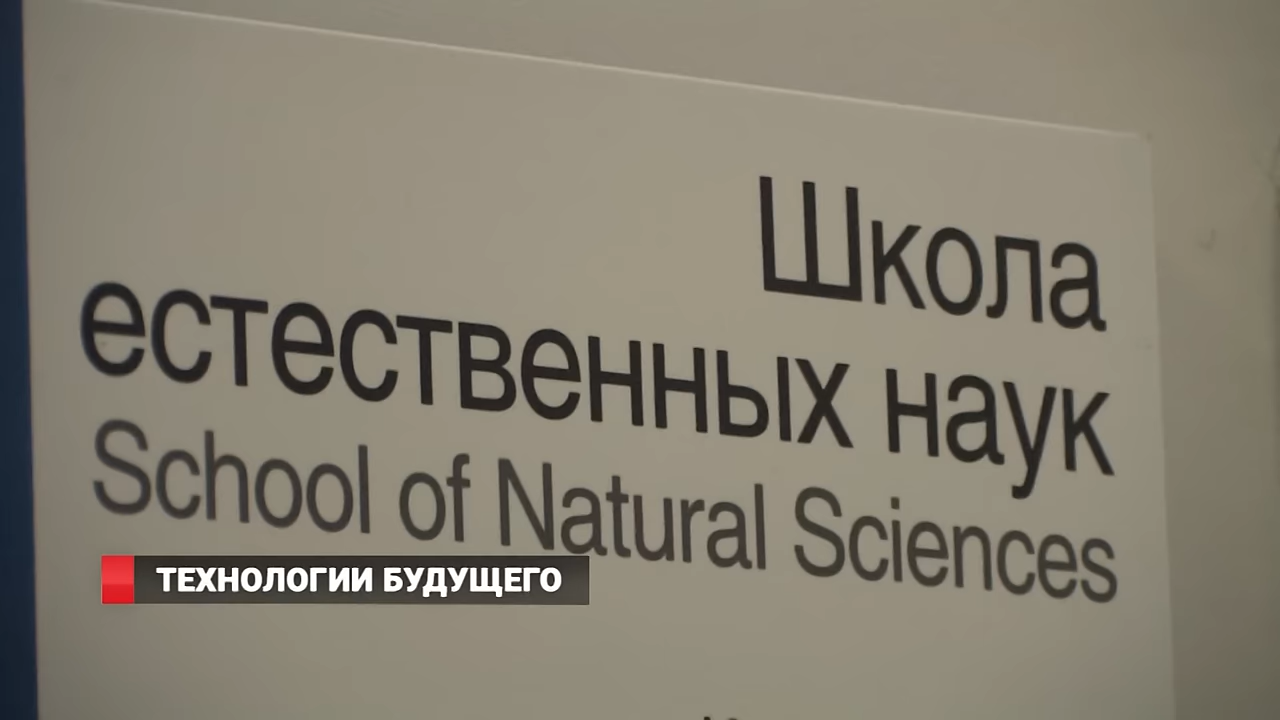 Школа
естественных наук
School of Natural Sciences
ТЕХНОЛОГИИ БУДУЩЕГО